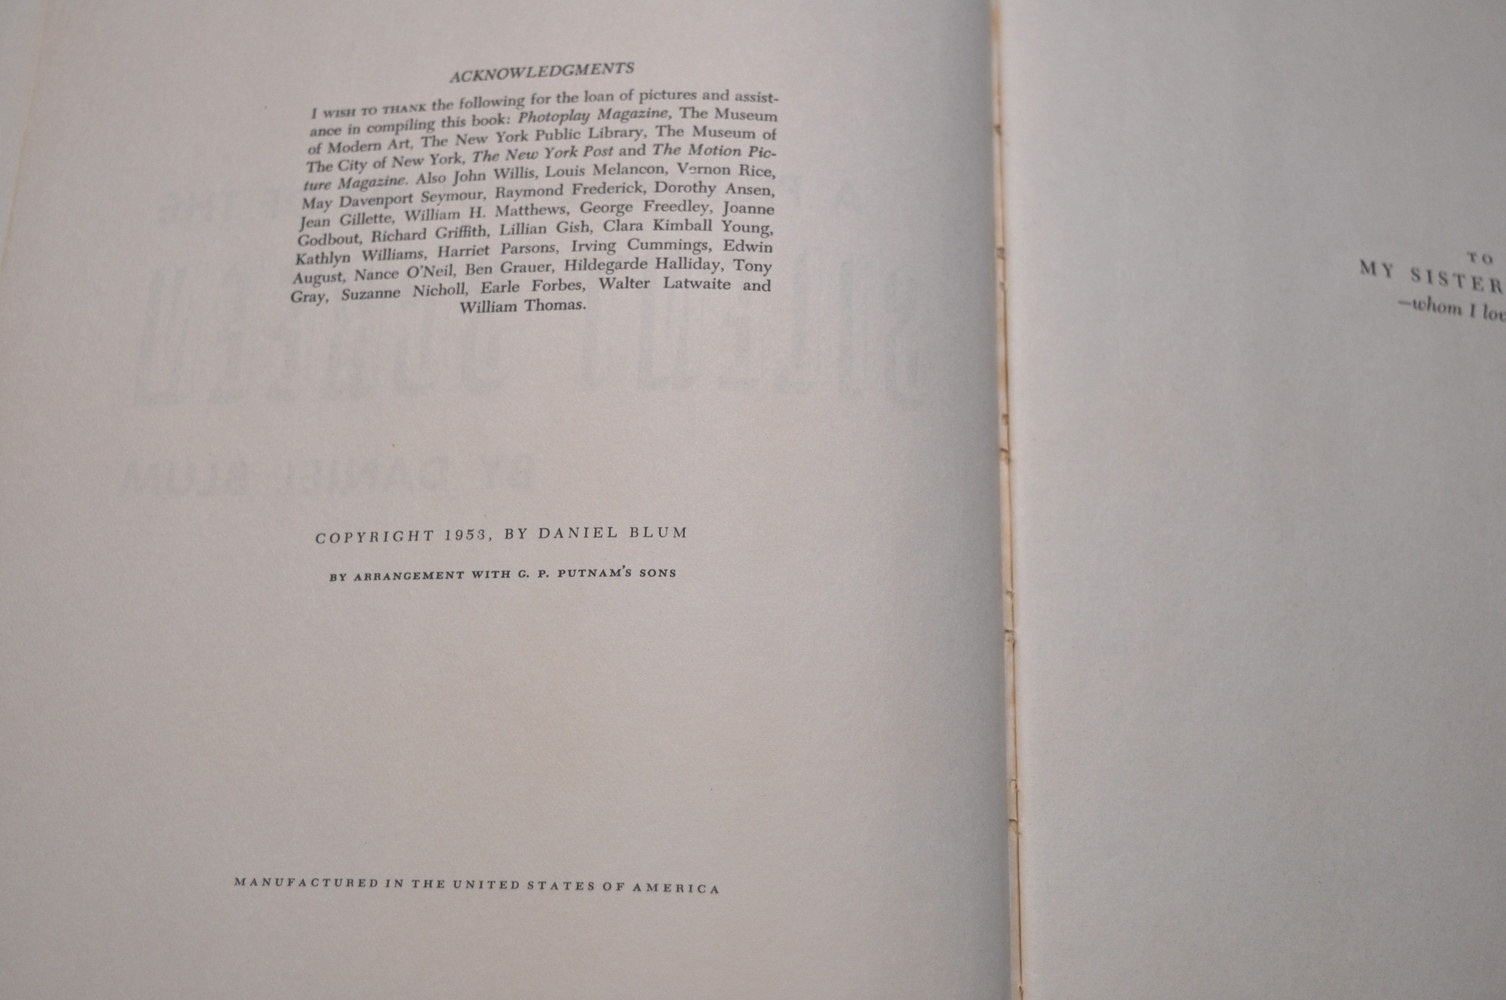 ACKNOWLEDGMENTS
I WISH TO THANK the following for the loan of pictures and assist-
ance in compiling this book: Photoplay Magazine, The Museum
of Modern Art, The New York Public Library, The Museum of
The City of New York, The New York Post and The Motion Pic-
ture Magazine. Also John Willis, Louis Melancon, Vernon Rice,
May Davenport Seymour, Raymond Frederick, Dorothy Ansen,
Jean Gillette, William H. Matthews, George Freedley, Joanne
Godbout, Richard Griffith, Lillian Gish, Clara Kimball Young,
Kathlyn Williams, Harriet Parsons, Irving Cummings, Edwin
August, Nance O'Neil, Ben Grauer, Hildegarde Halliday, Tony
Gray, Suzanne Nicholl, Earle Forbes, Walter Latwaite and
William Thomas.
BY DANIEL BLUM
COPYRIGHT 1953, BY DANIEL BLUM
BY ARRANGEMENT WITH G. P. PUTNAM'S SONS
MANUFACTURED IN THE UNITED STATES OF AMERICA
TO
MY SISTER
—whom I lov